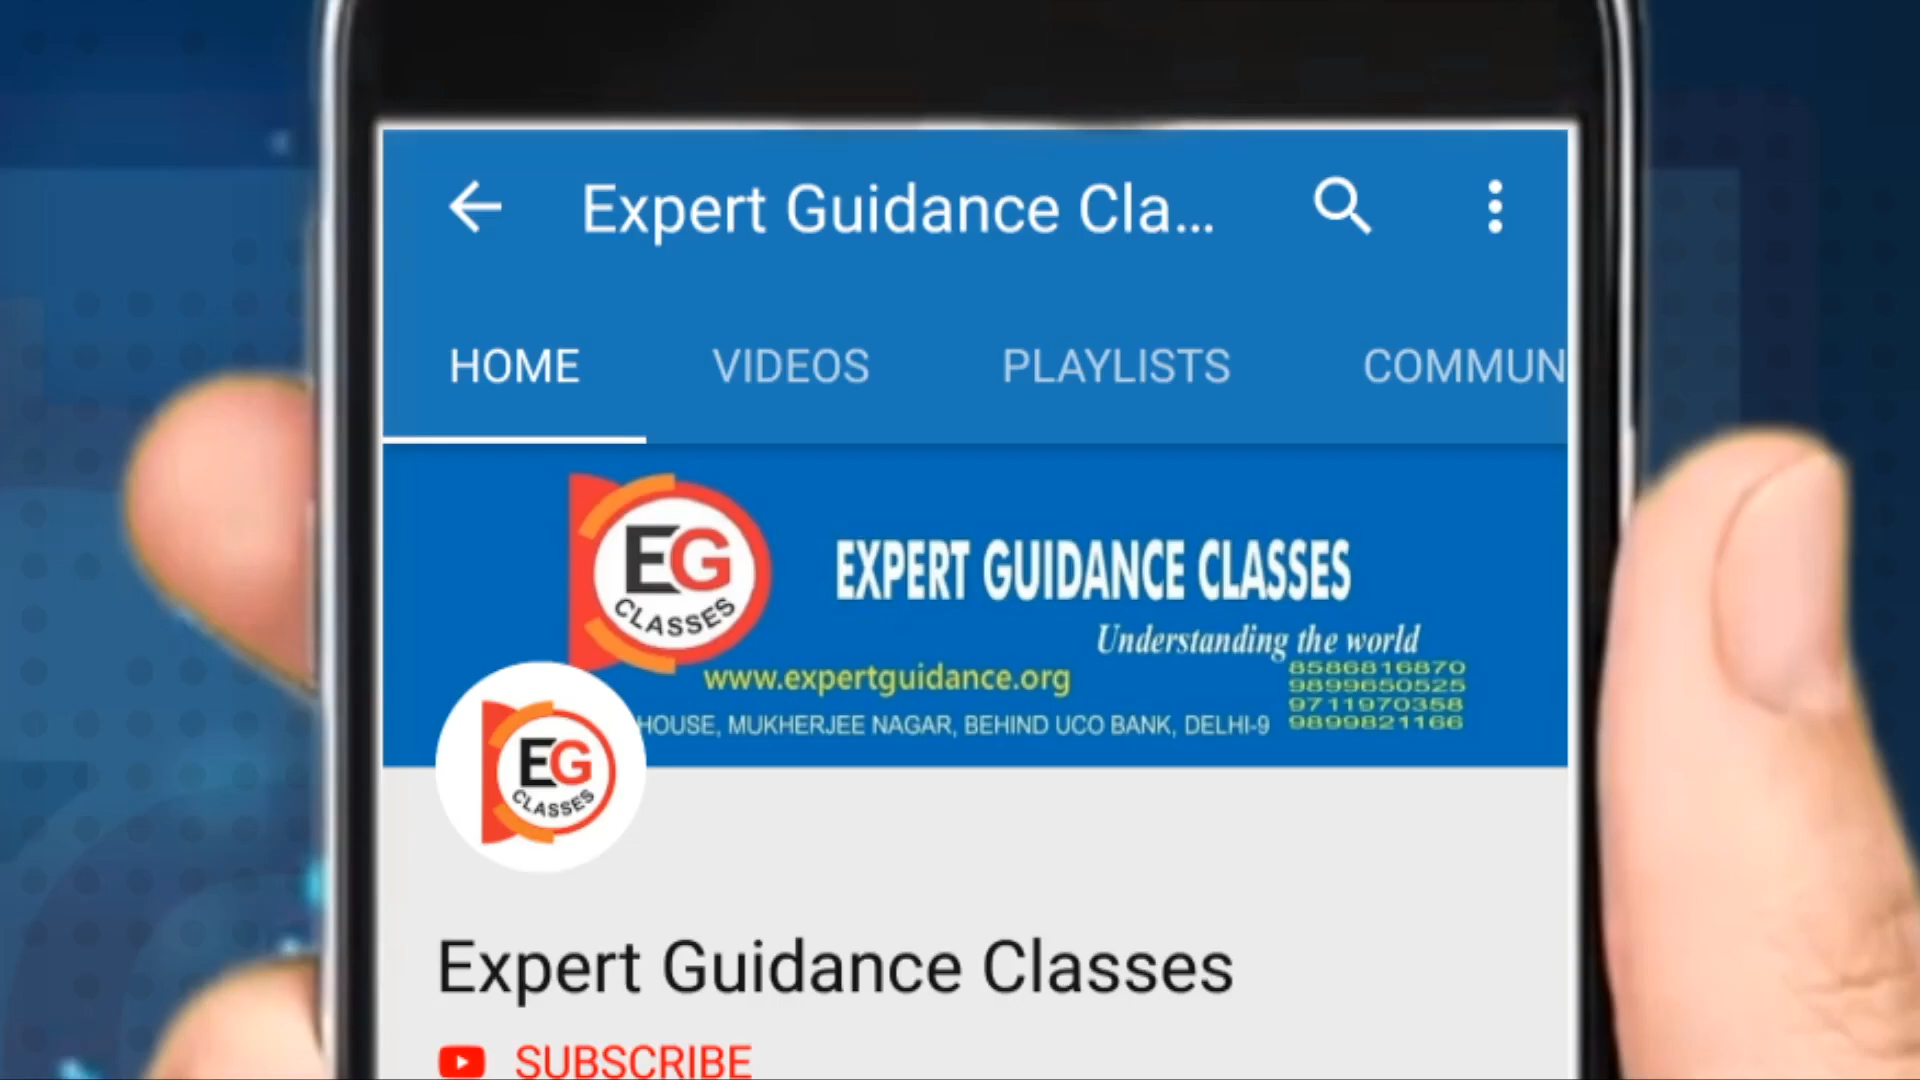 Expert Guidance Cla...
HOME VIDEOS PLAYLISTS COMMUN
EG
CLASSES
EXPERT GUIDANCE CLASSES
Understanding the world
www.expertguidance.org
8586816870
9899650525
9711970358
9899821166
HOUSE, MUKHERJEE NAGAR, BEHIND UCO BANK, DELHI-9
EG
CLASSES
Expert Guidance Classes
SUBSCRIBE